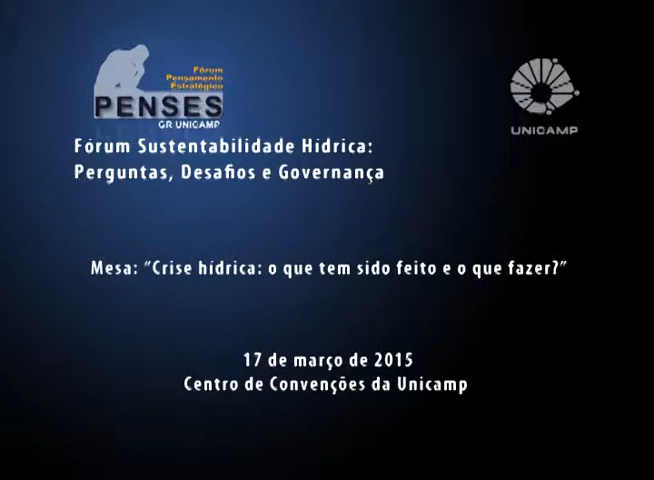 Fórum
Pensamento
Estratégico
PENSES
GR UNICAMP
UNICAMP
Fórum Sustentabilidade Hídrica:
Perguntas, Desafios e Governança
Mesa: “Crise hídrica: o que tem sido feito e o que fazer?”
17 de março de 2015
Centro de Convenções da Unicamp